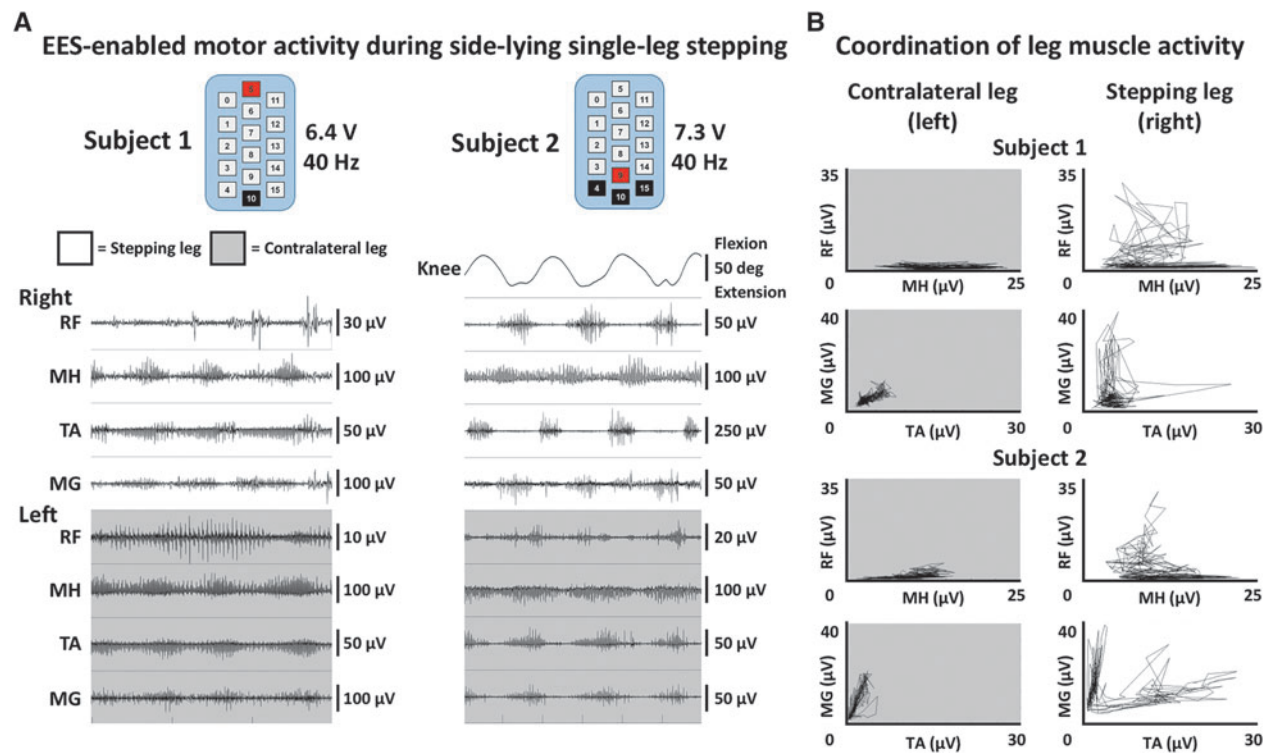 A
EES-enabled motor activity during side-lying single-leg stepping
Subject 1
5
0 11
6
1 12
7
2 13
8
3 14
9
4 15
10
6.4 V
40 Hz
Subject 2
5
0 11
6
1 12
7
2 13
8
3 14
9
4 15
10
7.3 V
40 Hz
= Stepping leg
= Contralateral leg
Knee
Flexion
50 deg
Extension
Right
RF 30 µV 50 µV
MH 100 µV 100 µV
TA 50 µV 250 µV
MG 100 µV 50 µV
Left
RF 10 µV 20 µV
MH 100 µV 100 µV
TA 50 µV 50 µV
MG 100 µV 50 µV
B
Coordination of leg muscle activity
Contralateral leg
(left)
Stepping leg
(right)
Subject 1
35
RF (µV)
0
MH (µV)
25
35
RF (µV)
0
MH (µV)
25
40
MG (µV)
0
TA (µV)
30
40
MG (µV)
0
TA (µV)
30
Subject 2
35
RF (µV)
0
MH (µV)
25
35
RF (µV)
0
MH (µV)
25
40
MG (µV)
0
TA (µV)
30
40
MG (µV)
0
TA (µV)
30